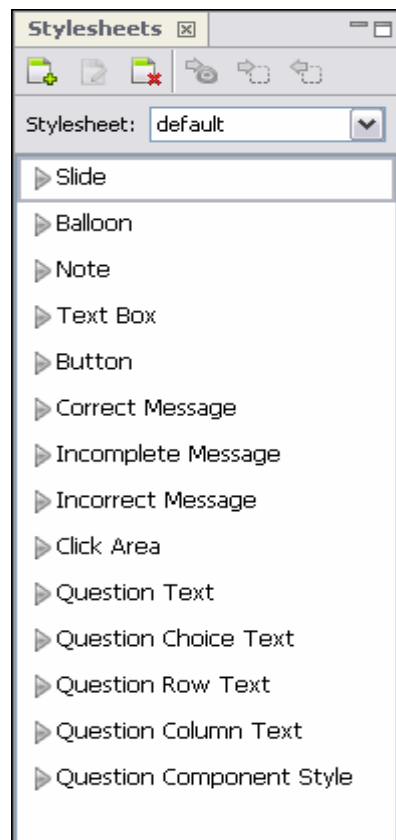 Stylesheets
Stylesheet: default
Slide
Balloon
Note
Text Box
Button
Correct Message
Incomplete Message
Incorrect Message
Click Area
Question Text
Question Choice Text
Question Row Text
Question Column Text
Question Component Style